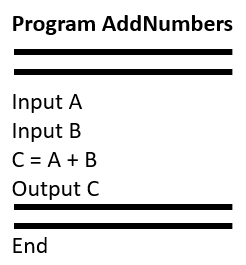 Program AddNumbers
Input A
Input B
C = A + B
Output C
End